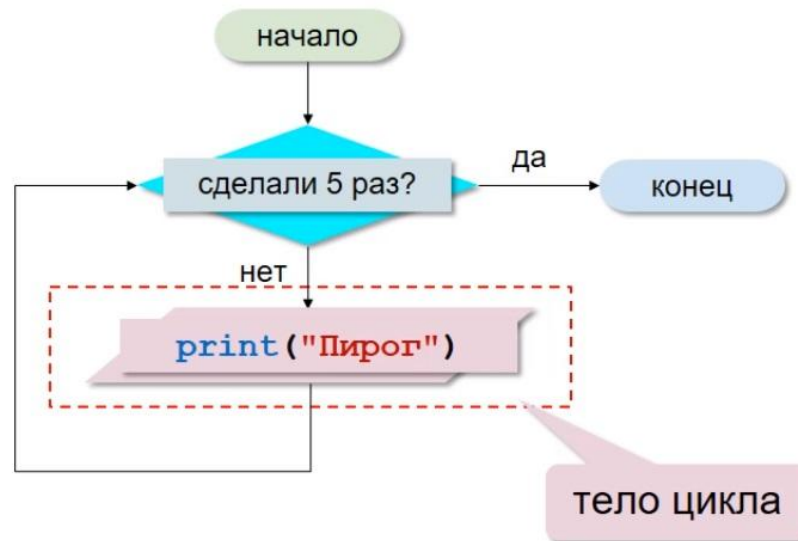 начало
сделали 5 раз?
да
конец
нет
print("Пирог")
тело цикла